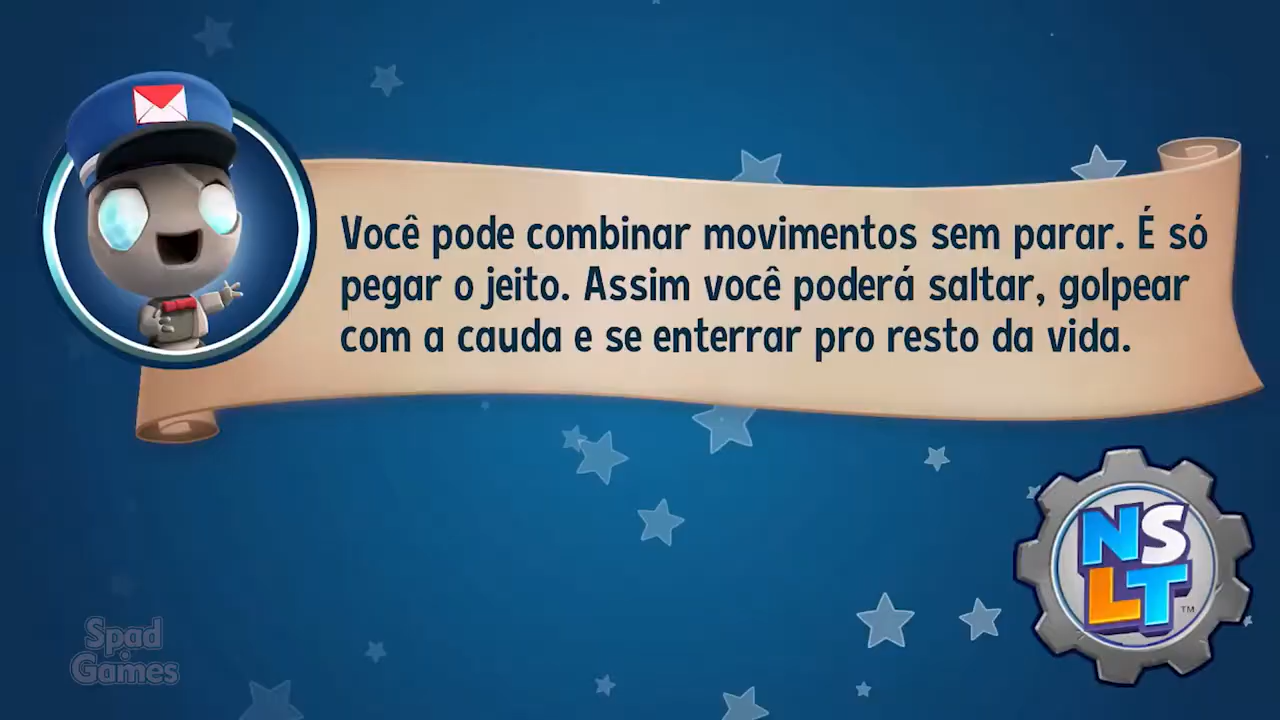 Você pode combinar movimentos sem parar. É só
pegar o jeito. Assim você poderá saltar, golpear
com a cauda e se enterrar pro resto da vida.
NS
LT
TM
Spad
Games